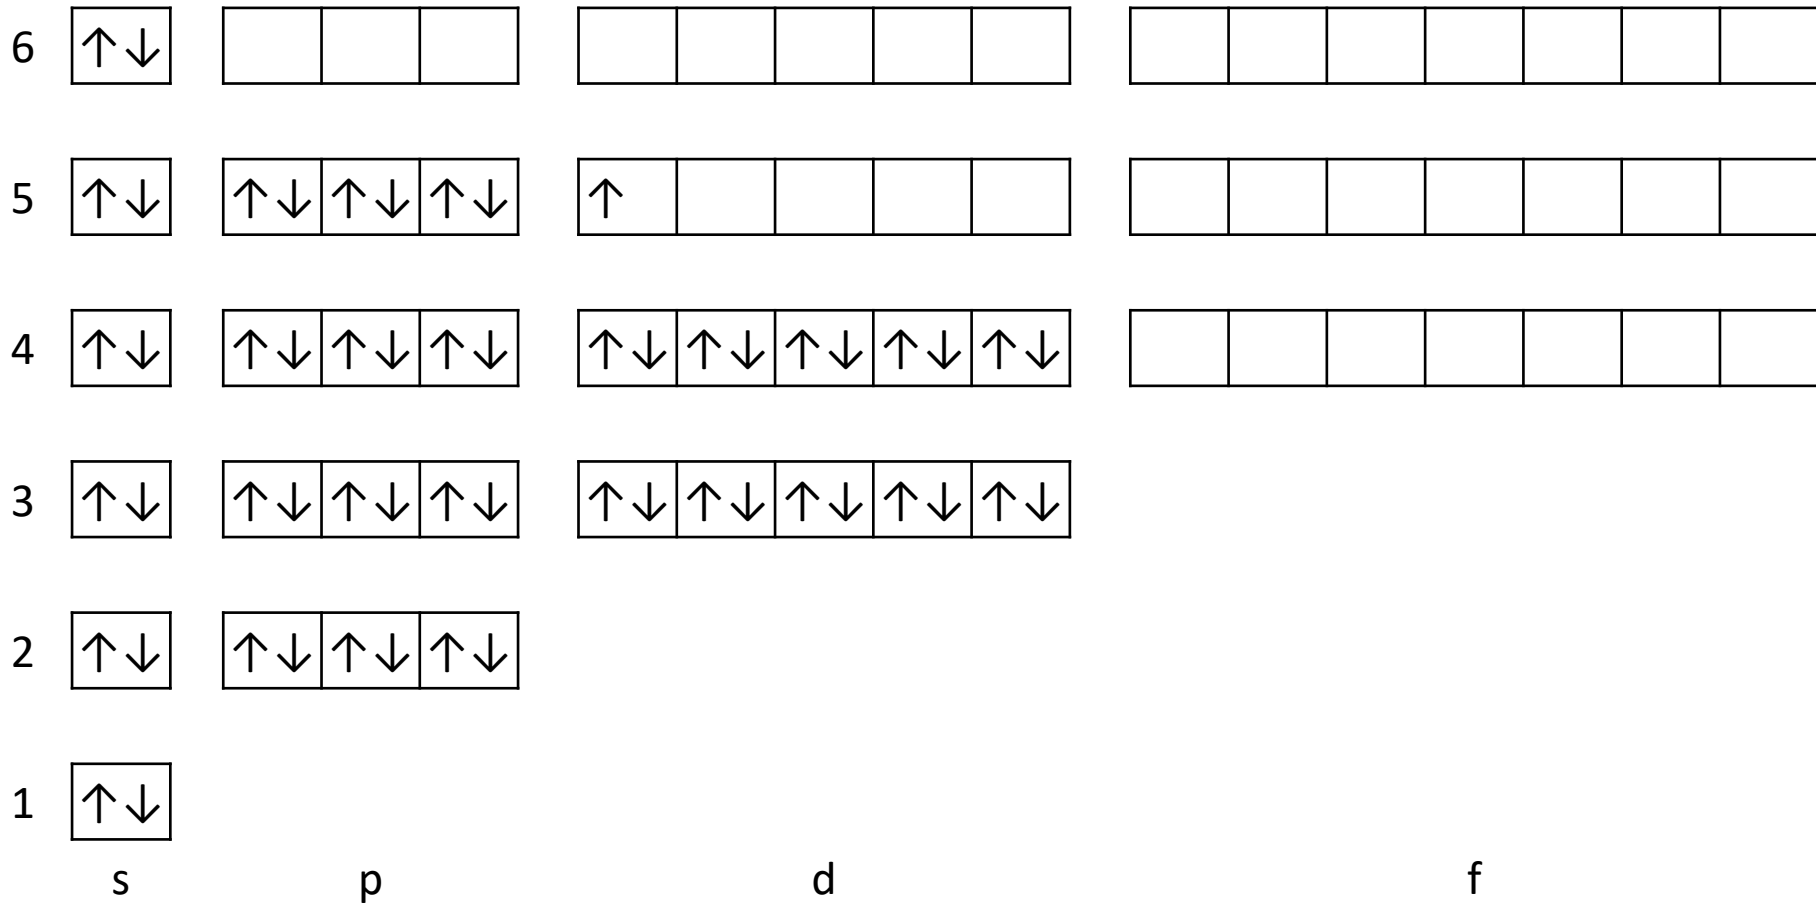 6 ↑↓
5 ↑↓ ↑↓ ↑↓ ↑↓ ↑
4 ↑↓ ↑↓ ↑↓ ↑↓ ↑↓ ↑↓ ↑↓ ↑↓ ↑↓
3 ↑↓ ↑↓ ↑↓ ↑↓ ↑↓ ↑↓ ↑↓ ↑↓ ↑↓
2 ↑↓ ↑↓ ↑↓ ↑↓
1 ↑↓
s p d f